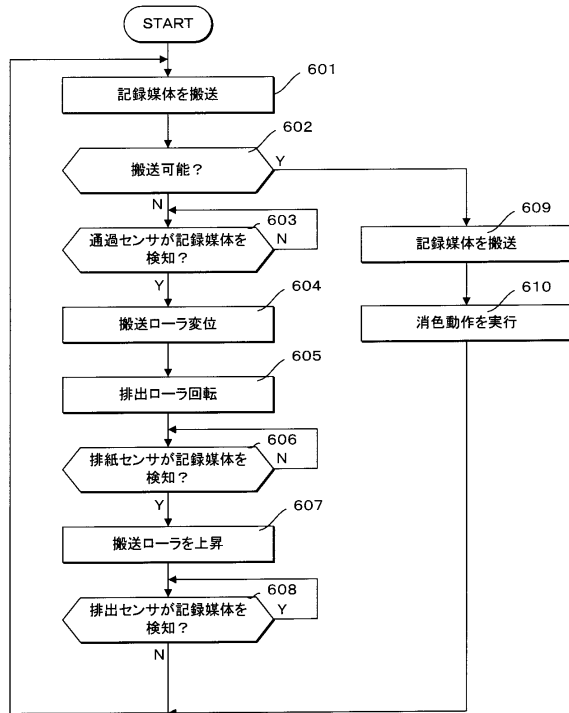 START
601
記録媒体を搬送
602
搬送可能?
Y
N
603
通過センサが記録媒体を
検知?
N
Y
604
搬送ローラ変位
605
排出ローラ回転
606
排紙センサが記録媒体を
検知?
N
Y
607
搬送ローラを上昇
608
排出センサが記録媒体を
検知?
Y
N
609
記録媒体を搬送
610
消色動作を実行